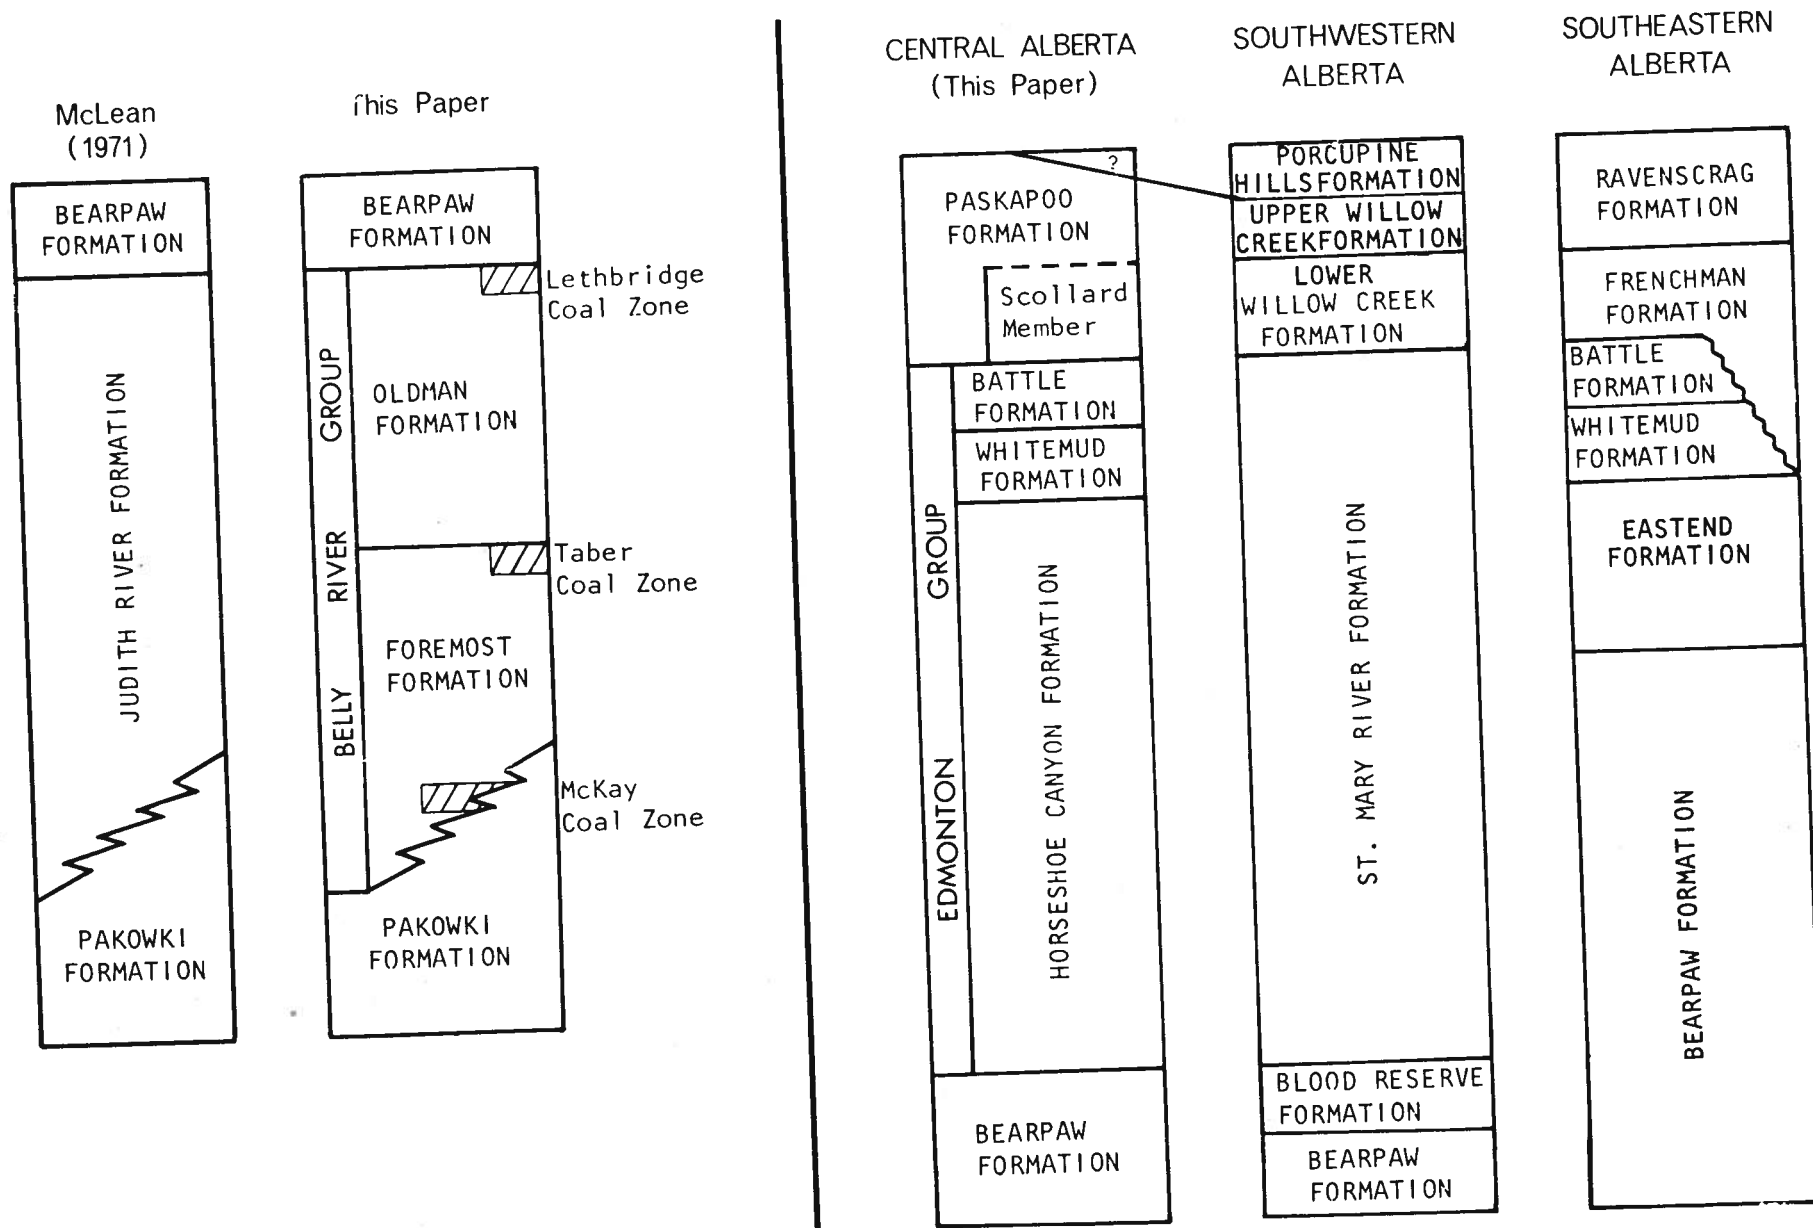 McLean
(1971)
BEARPAW
FORMATION
JUDITH RIVER FORMATION
PAKOWKI
FORMATION
This Paper
BEARPAW
FORMATION
Lethbridge
Coal Zone
BELLY RIVER GROUP
OLDMAN
FORMATION
Taber
Coal Zone
FOREMOST
FORMATION
McKay
Coal Zone
PAKOWKI
FORMATION
CENTRAL ALBERTA
(This Paper)
?
PASKAPOO
FORMATION
Scollard
Member
EDMONTON GROUP
BATTLE
FORMATION
WHITEMUD
FORMATION
HORSESHOE CANYON FORMATION
BEARPAW
FORMATION
SOUTHWESTERN
ALBERTA
PORCUPINE
HILLSFORMATION
UPPER WILLOW
CREEKFORMATION
LOWER
WILLOW CREEK
FORMATION
ST. MARY RIVER FORMATION
BLOOD RESERVE
FORMATION
BEARPAW
FORMATION
SOUTHEASTERN
ALBERTA
RAVENSCRAG
FORMATION
FRENCHMAN
FORMATION
BATTLE
FORMATION
WHITEMUD
FORMATION
EASTEND
FORMATION
BEARPAW FORMATION